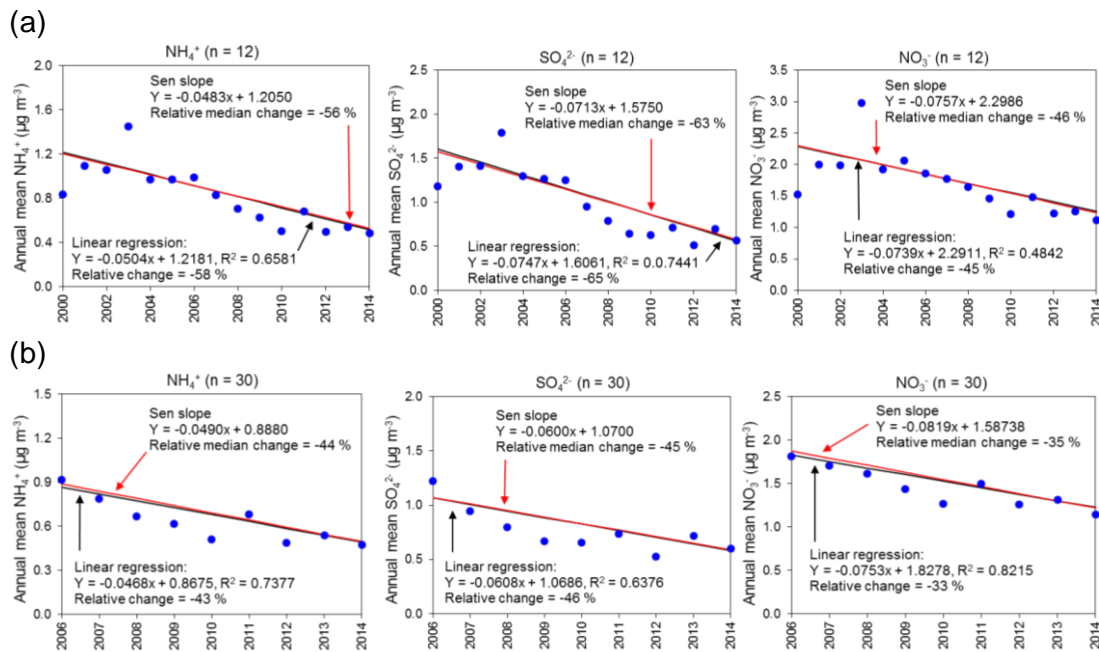 (a)
NH₄⁺ (n = 12)
Annual mean NH₄⁺ (µg m⁻³)
2.0
1.6
1.2
0.8
0.4
0.0
Sen slope
Y = -0.0483x + 1.2050
Relative median change = -56 %
Linear regression:
Y = -0.0504x + 1.2181, R² = 0.6581
Relative change = -58 %
2000
2002
2004
2006
2008
2010
2012
2014
SO₄²⁻ (n = 12)
Annual mean SO₄²⁻ (µg m⁻³)
2.5
2.0
1.5
1.0
0.5
0.0
Sen slope
Y = -0.0713x + 1.5750
Relative median change = -63 %
Linear regression:
Y = -0.0747x + 1.6061, R² = 0.0.7441
Relative change = -65 %
2000
2002
2004
2006
2008
2010
2012
2014
NO₃⁻ (n = 12)
Annual mean NO₃⁻ (µg m⁻³)
3.5
3.0
2.5
2.0
1.5
1.0
0.5
0.0
Sen slope
Y = -0.0757x + 2.2986
Relative median change = -46 %
Linear regression:
Y = -0.0739x + 2.2911, R² = 0.4842
Relative change = -45 %
2000
2002
2004
2006
2008
2010
2012
2014
(b)
NH₄⁺ (n = 30)
Annual mean NH₄⁺ (µg m⁻³)
1.5
1.2
0.9
0.6
0.3
0.0
Sen slope
Y = -0.0490x + 0.8880
Relative median change = -44 %
Linear regression:
Y = -0.0468x + 0.8675, R² = 0.7377
Relative change = -43 %
2006
2007
2008
2009
2010
2011
2012
2013
2014
SO₄²⁻ (n = 30)
Annual mean SO₄²⁻ (µg m⁻³)
2.0
1.5
1.0
0.5
0.0
Sen slope
Y = -0.0600x + 1.0700
Relative median change = -45 %
Linear regression:
Y = -0.0608x + 1.0686, R² = 0.6376
Relative change = -46 %
2006
2007
2008
2009
2010
2011
2012
2013
2014
NO₃⁻ (n = 30)
Annual mean NO₃⁻ (µg m⁻³)
2.5
2.0
1.5
1.0
0.5
0.0
Sen slope
Y = -0.0819x + 1.58738
Relative median change = -35 %
Linear regression:
Y = -0.0753x + 1.8278, R² = 0.8215
Relative change = -33 %
2006
2007
2008
2009
2010
2011
2012
2013
2014